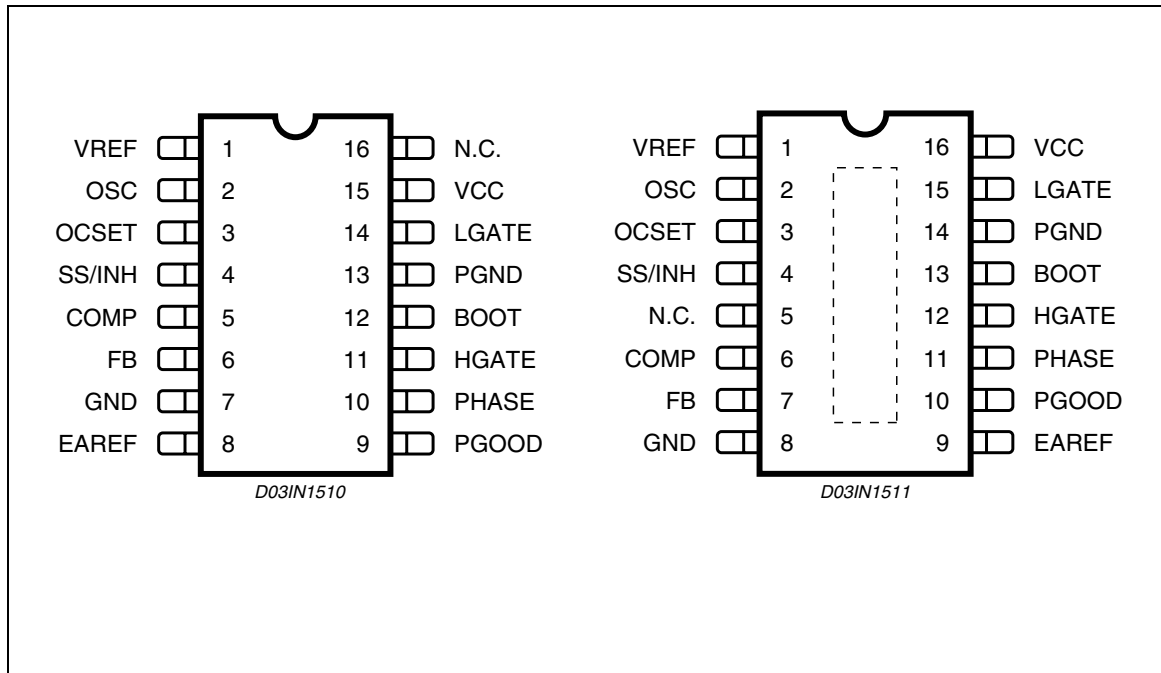 VREF 1 16 N.C.
OSC 2 15 VCC
OCSET 3 14 LGATE
SS/INH 4 13 PGND
COMP 5 12 BOOT
FB 6 11 HGATE
GND 7 10 PHASE
EAREF 8 9 PGOOD
D03IN1510
VREF 1 16 VCC
OSC 2 15 LGATE
OCSET 3 14 PGND
SS/INH 4 13 BOOT
N.C. 5 12 HGATE
COMP 6 11 PHASE
FB 7 10 PGOOD
GND 8 9 EAREF
D03IN1511